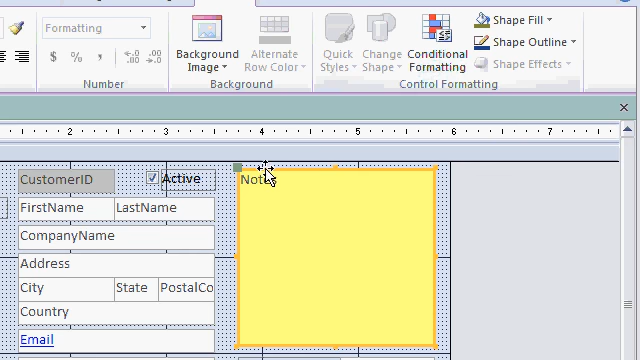 Formatting
$ % ,
.00 .0
Number
Background Image
Alternate Row Color
Background
Quick Styles
Change Shape
Conditional Formatting
Shape Fill
Shape Outline
Shape Effects
Control Formatting
2 3 4 5 6 7
CustomerID
Active
Notes
FirstName
LastName
CompanyName
Address
City
State
PostalCo
Country
Email